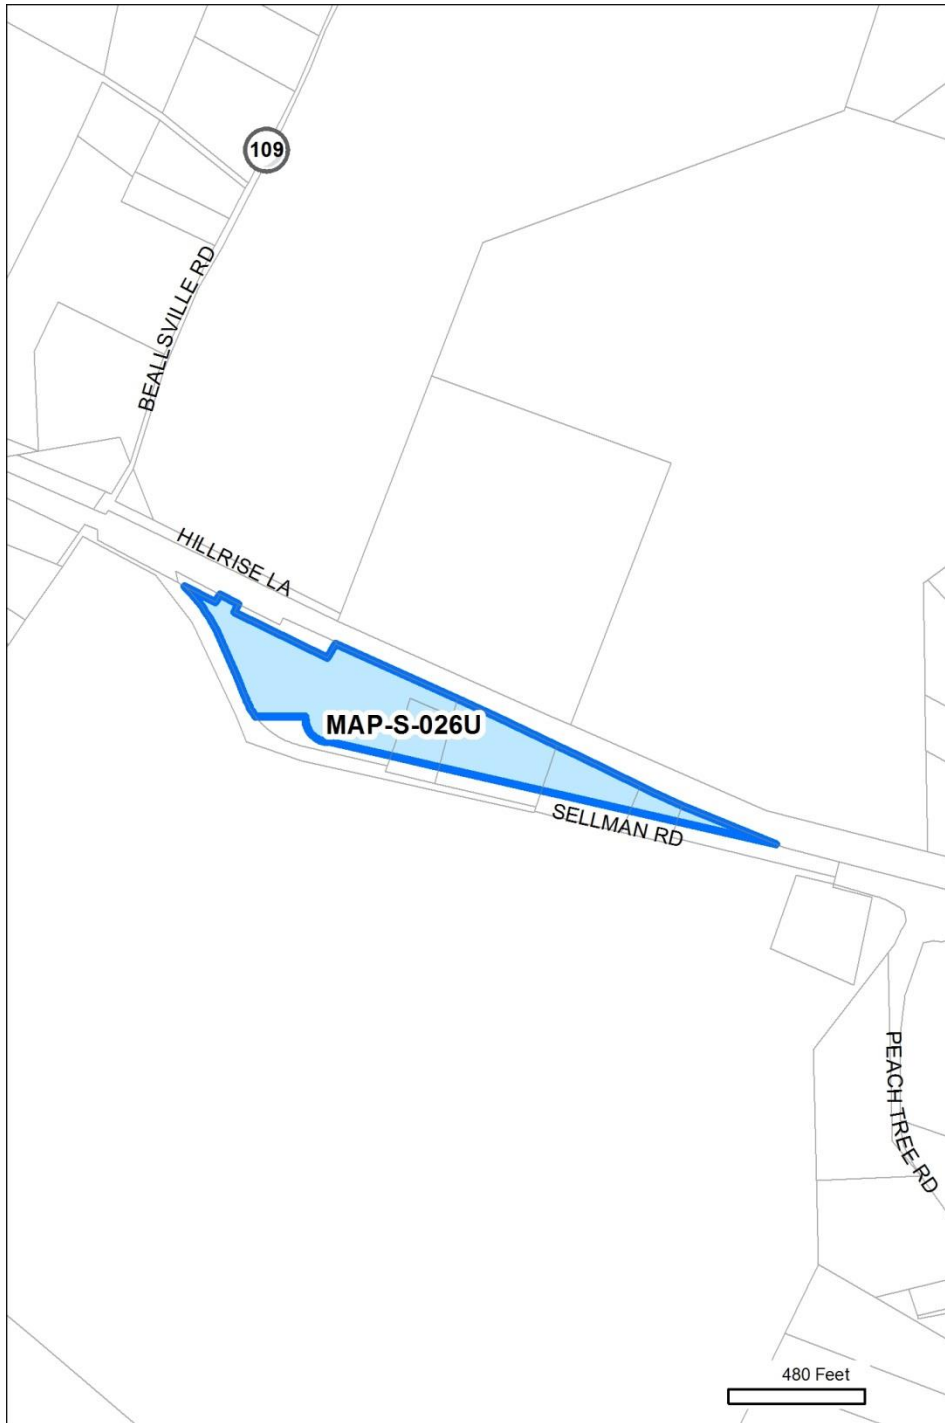 109
BEALLSVILLE RD
HILLRISE LA
MAP-S-026U
SELLMAN RD
PEACH TREE RD
480 Feet